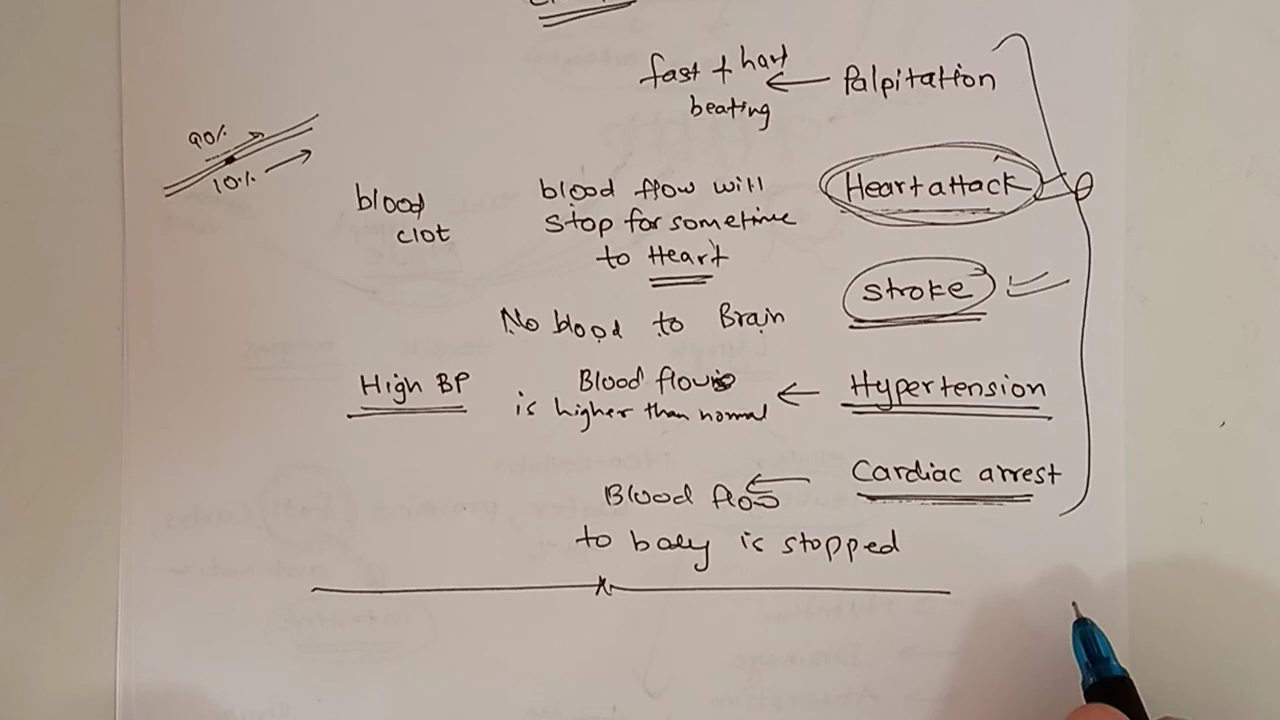 fast + hart ← Palpitation
beating
90%
10%
blood
clot
blood flow will
stop for sometime
to Heart
Heart attack
No blood to Brain
stroke
High BP
Blood flow
is higher than normal
← Hypertension
Cardiac arrest
Blood flow
to body is stopped